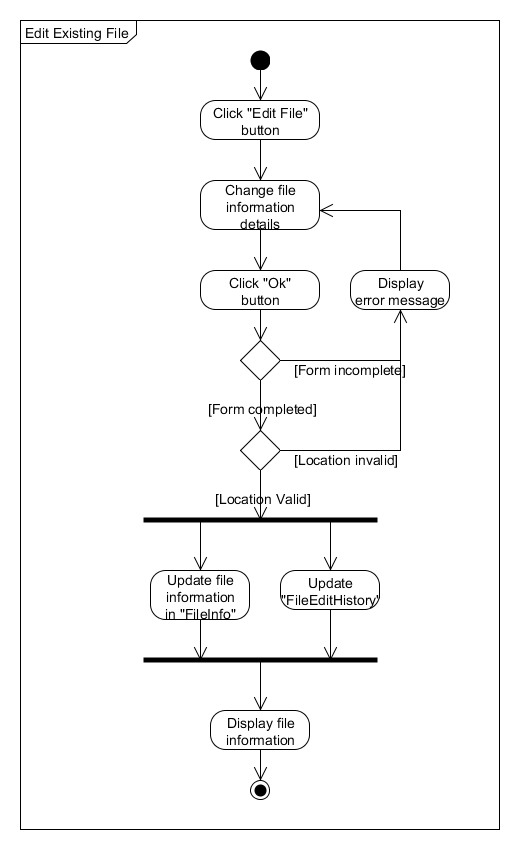 Edit Existing File
Click "Edit File"
button
Change file
information
details
Click "Ok"
button
Display
error message
[Form incomplete]
[Form completed]
[Location invalid]
[Location Valid]
Update file
information
in "FileInfo"
Update
"FileEditHistory'
Display file
information